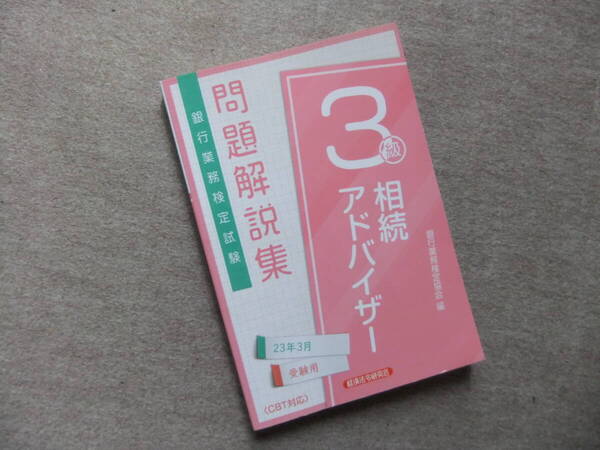 銀行業務検定試験
問題解説集
3級
相続
アドバイザー
銀行業務検定協会 編
23年3月
受験用
〈CBT対応〉
経済法令研究会